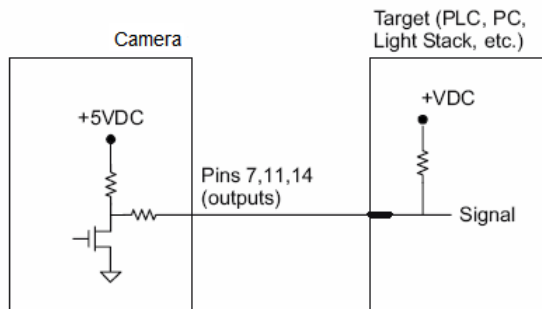 Camera
Target (PLC, PC,
Light Stack, etc.)
+5VDC
+VDC
Pins 7,11,14
(outputs)
Signal